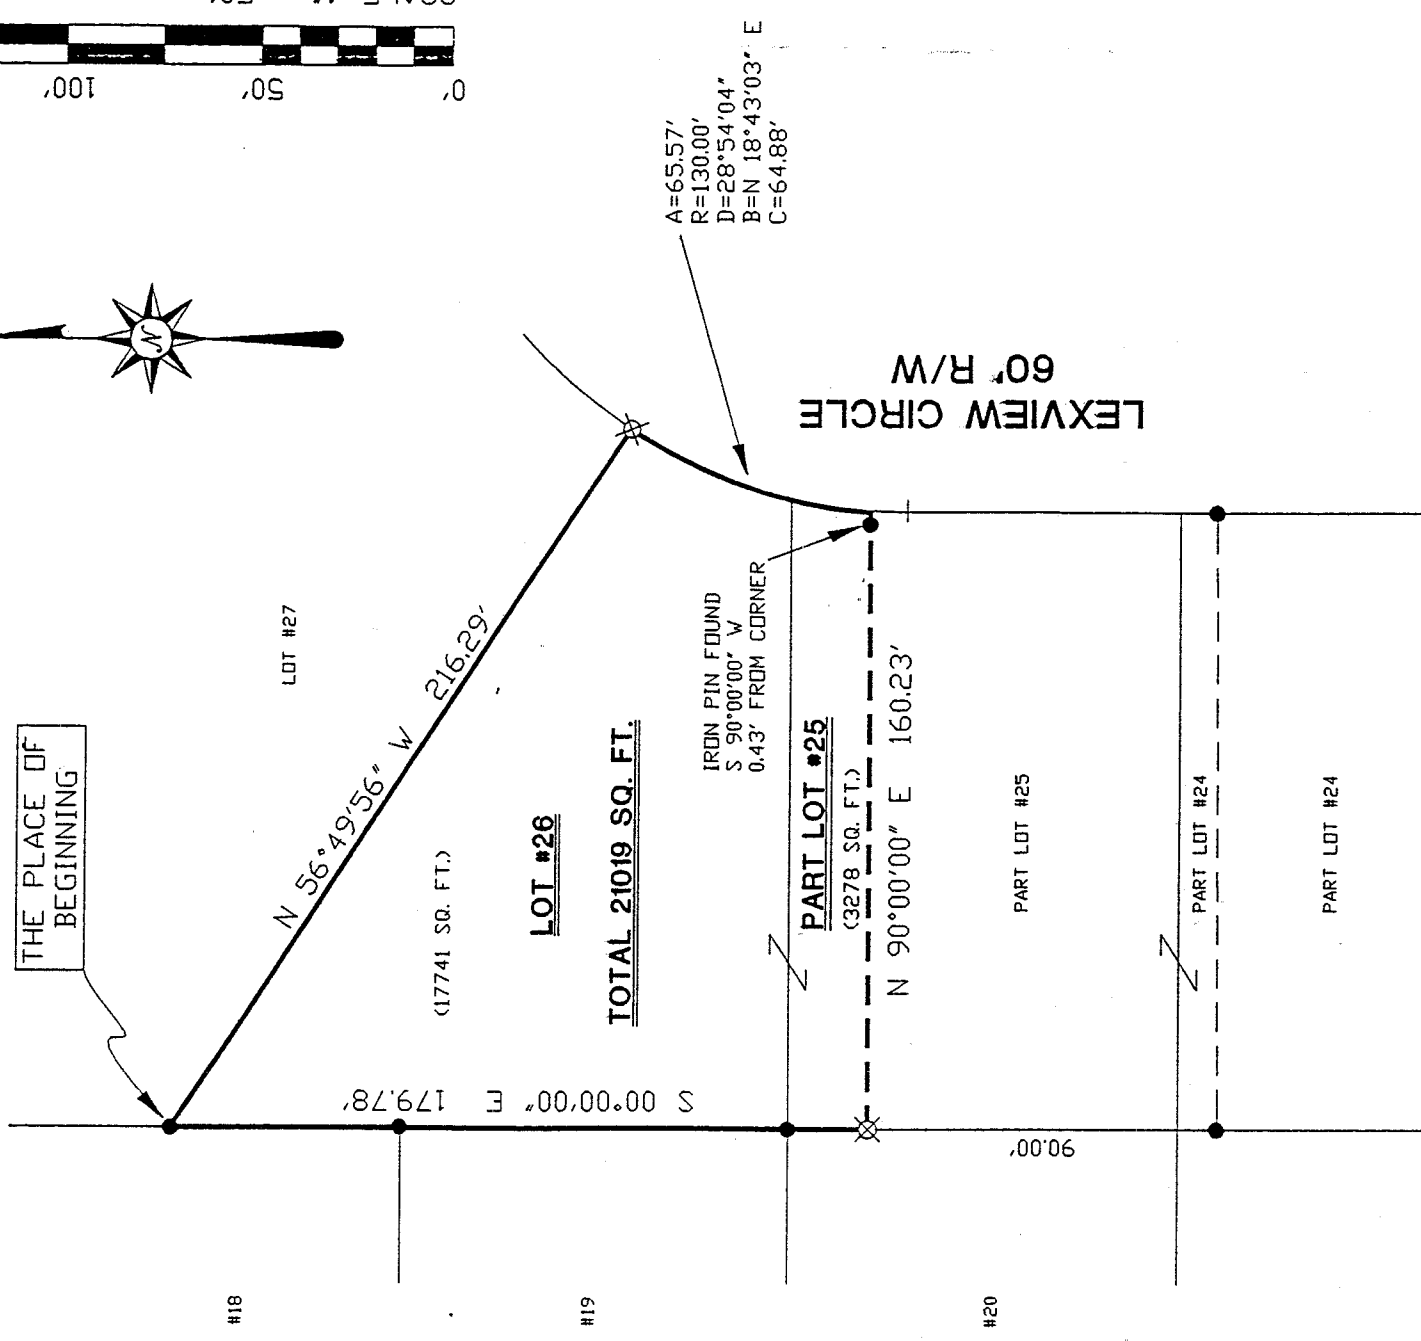 100'
50'
0'
A=65.57'
R=130.00'
D=28°54'04"
B=N 18°43'03" E
C=64.88'
N
LEXVIEW CIRCLE
60' R/W
THE PLACE OF
BEGINNING
LOT #27
N 56°49'56" W 216.29'
(17741 SQ. FT.)
LOT #26
TOTAL 21019 SQ. FT.
IRON PIN FOUND
S 90°00'00" W
0.43' FROM CORNER
PART LOT #25
(3278 SQ. FT.)
N 90°00'00" E 160.23'
S 00°00'00" E 179.78'
90.00'
PART LOT #25
PART LOT #24
PART LOT #24
#18
#19
#20